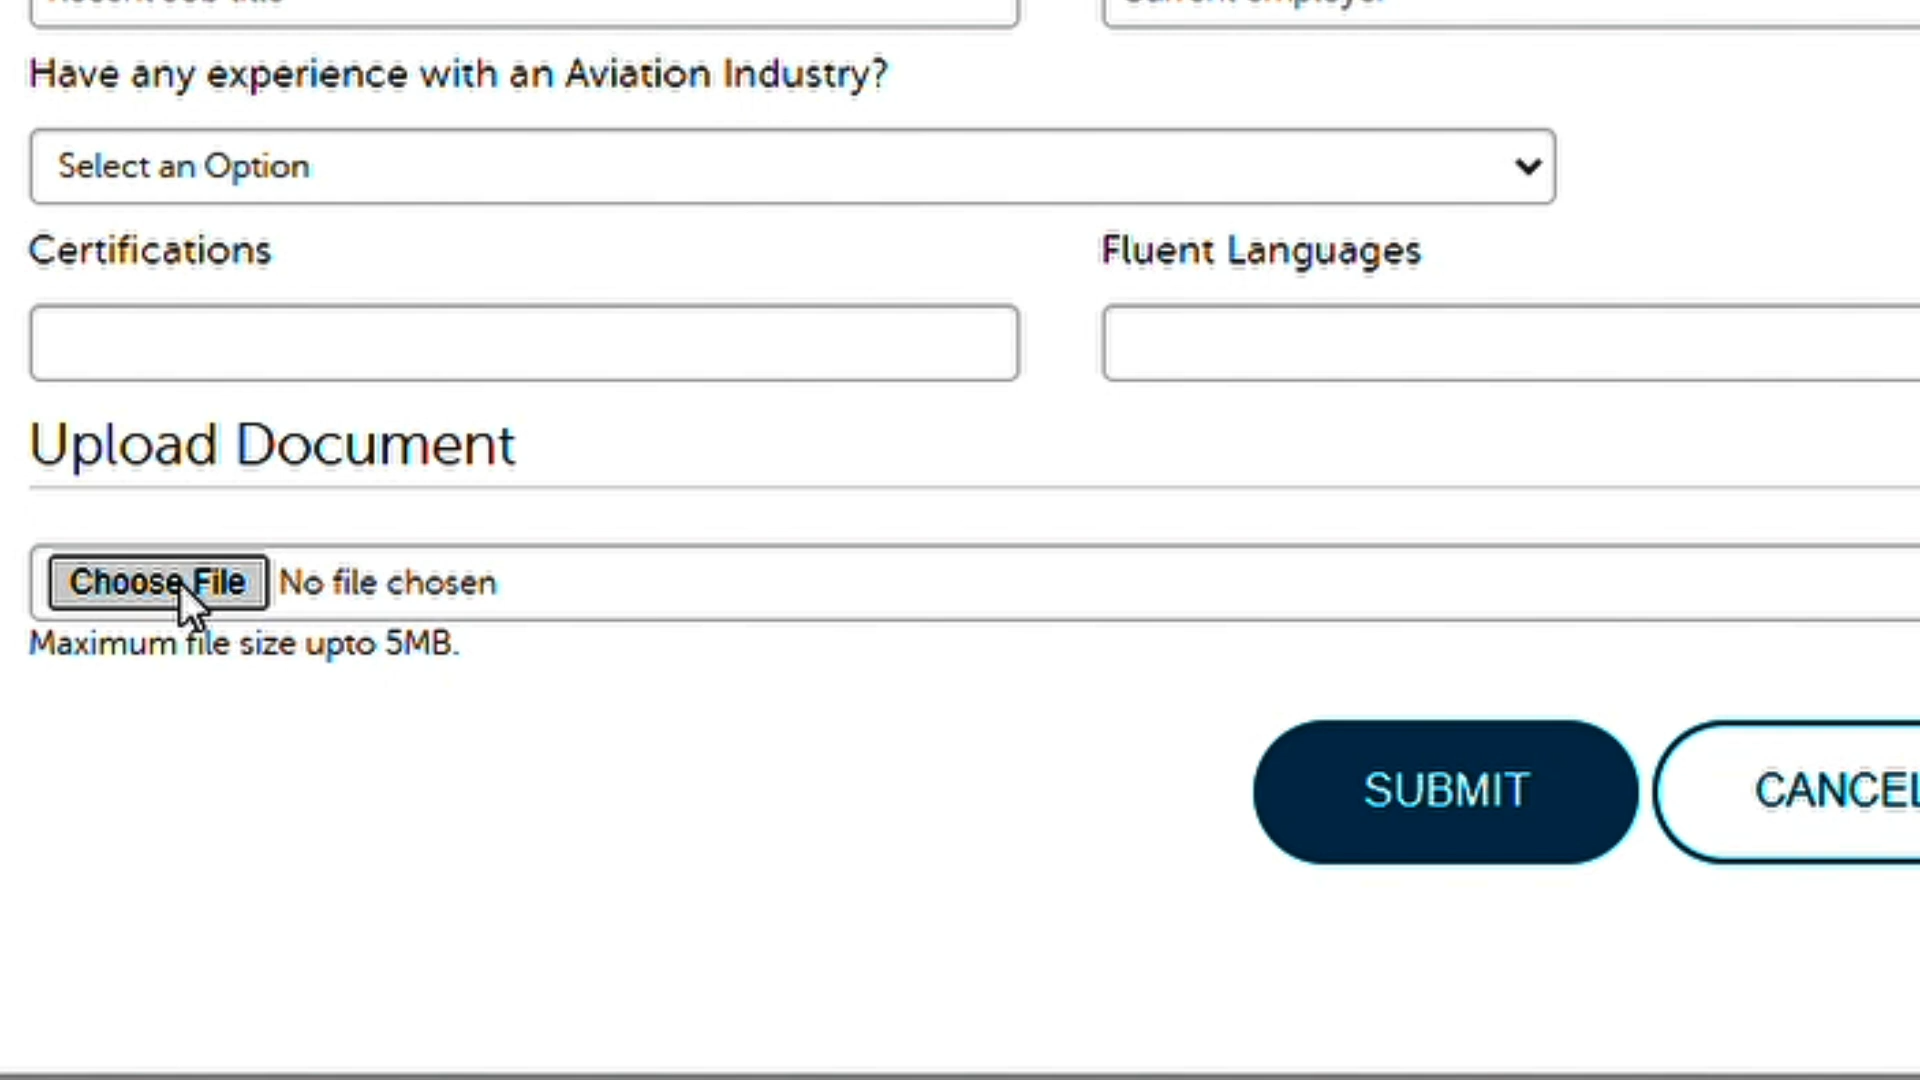 Have any experience with an Aviation Industry?
Select an Option
Certifications
Fluent Languages
Upload Document
Choose File No file chosen
Maximum file size upto 5MB.
SUBMIT